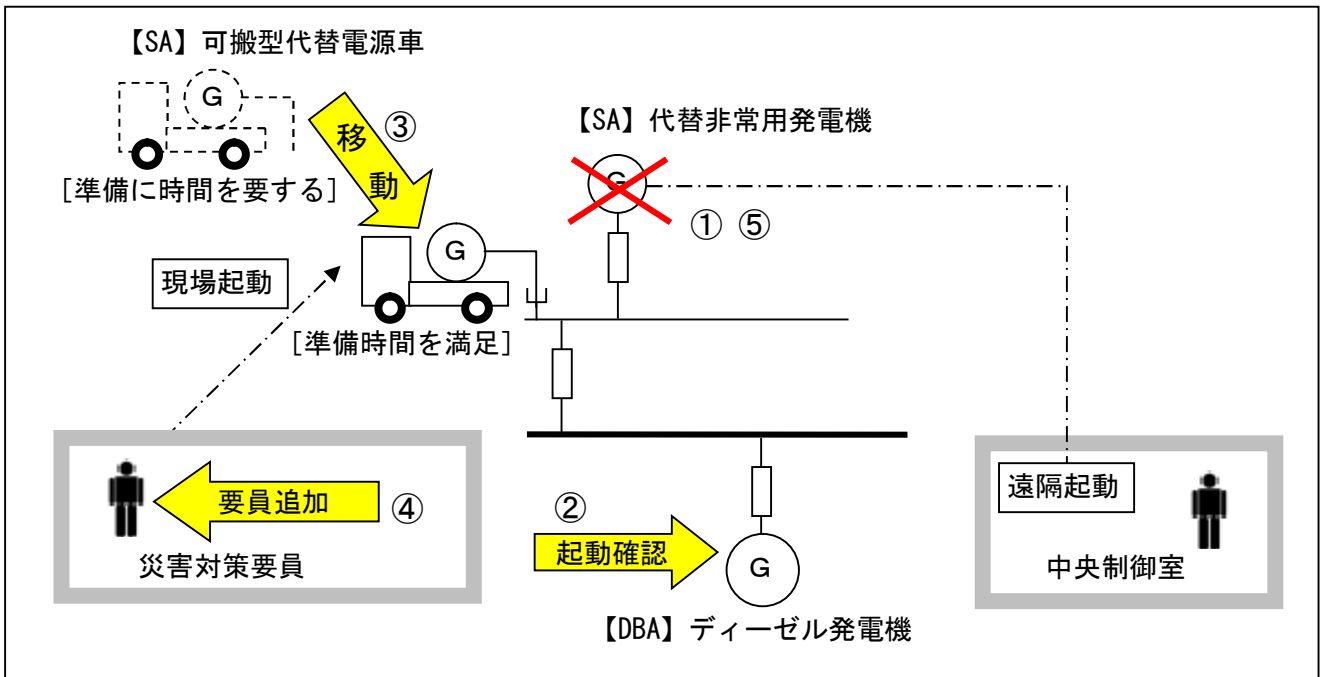 【SA】可搬型代替電源車
G
移動
③
[準備に時間を要する]
【SA】代替非常用発電機
G
① ⑤
現場起動
G
[準備時間を満足]
要員追加
④
災害対策要員
②
起動確認
G
【DBA】ディーゼル発電機
遠隔起動
中央制御室